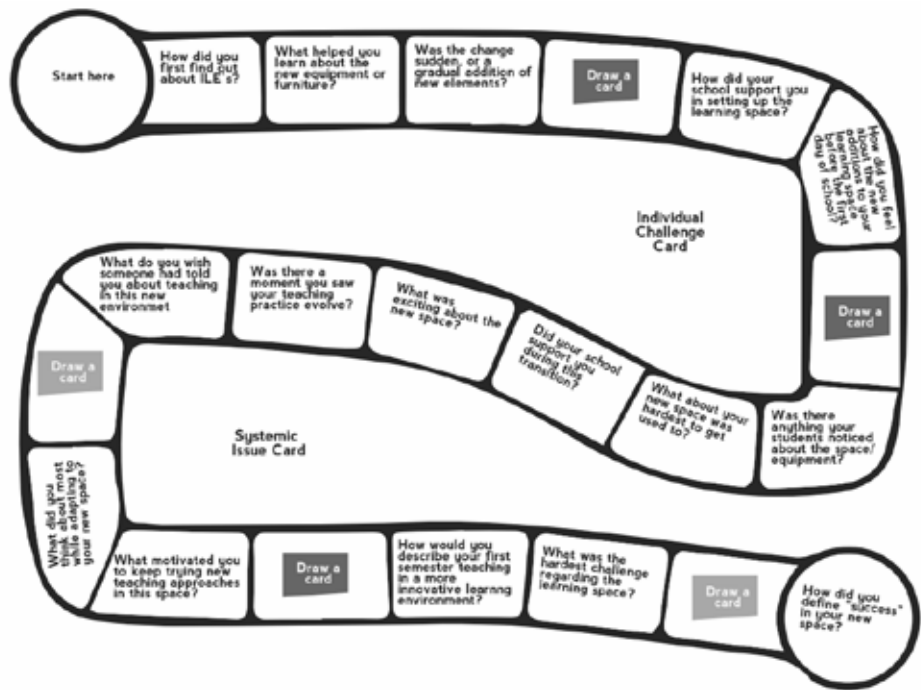 Start here
How did you
first find out
about ILE's?
What helped you
learn about the
new equipment or
furniture?
Was the change
sudden, or a
gradual addition of
new elements?
Draw a
card
How did your
school support you
in setting up the
learning space?
How did you feel
about the new
additions to your
learning space
before the first
day of school?
Individual
Challenge
Card
Draw a
card
Was there
anything your
students noticed
about the space/
equipment?
What about your
new space was
hardest to get
used to?
Did your school
support you
during this
transition?
What was
exciting about the
new space?
Was there a
moment you saw
your teaching
practice evolve?
What do you wish
someone had told
you about teaching
in this new
environmet
Draw a
card
Systemic
Issue Card
What did you
think about most
while adapting to
your new space?
What motivated you
to keep trying new
teaching approaches
in this space?
Draw a
card
How would you
describe your first
semester teaching
in a more
innovative learnng
environment?
What was the
hardest challenge
regarding the
learning space?
Draw a
card
How did you
define "success"
in your new
space?